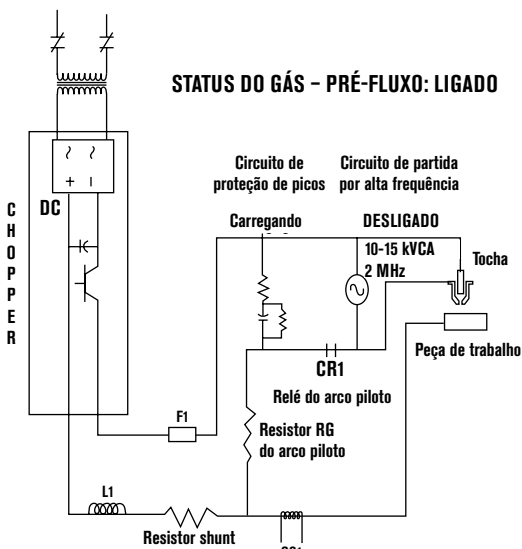 STATUS DO GÁS – PRÉ-FLUXO: LIGADO
Circuito de
proteção de picos
Circuito de partida
por alta frequência
CHOPPER
DC
~ ~
+ –
Carregando
DESLIGADO
10-15 kVCA
2 MHz
Tocha
Peça de trabalho
CR1
Relé do arco piloto
F1
Resistor RG
do arco piloto
L1
Resistor shunt